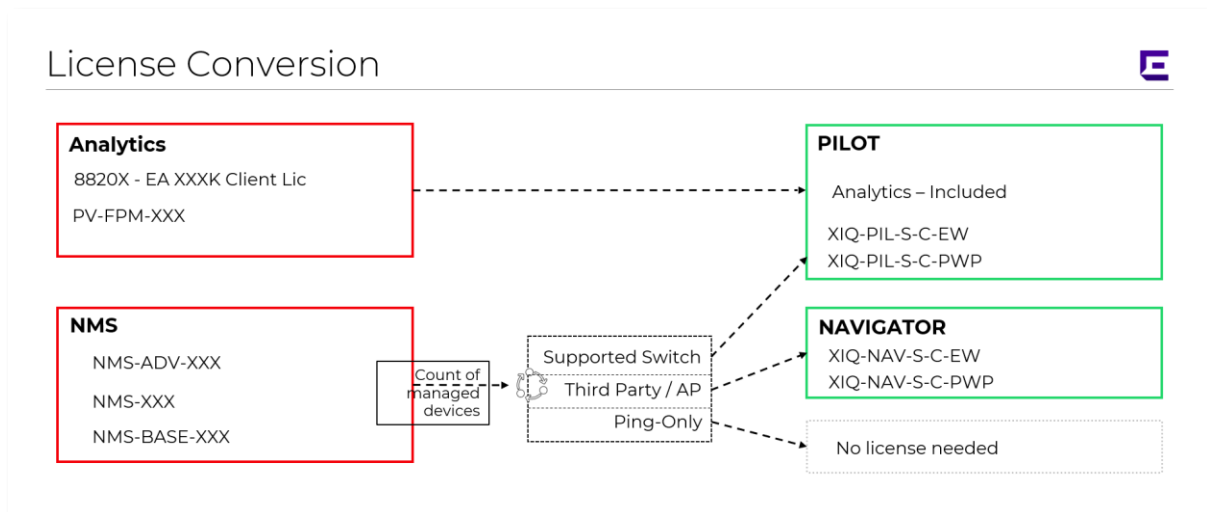 License Conversion
Analytics
8820X - EA XXXK Client Lic
PV-FPM-XXX
PILOT
Analytics – Included
XIQ-PIL-S-C-EW
XIQ-PIL-S-C-PWP
NMS
NMS-ADV-XXX
NMS-XXX
NMS-BASE-XXX
Count of
managed
devices
Supported Switch
Third Party / AP
Ping-Only
NAVIGATOR
XIQ-NAV-S-C-EW
XIQ-NAV-S-C-PWP
No license needed